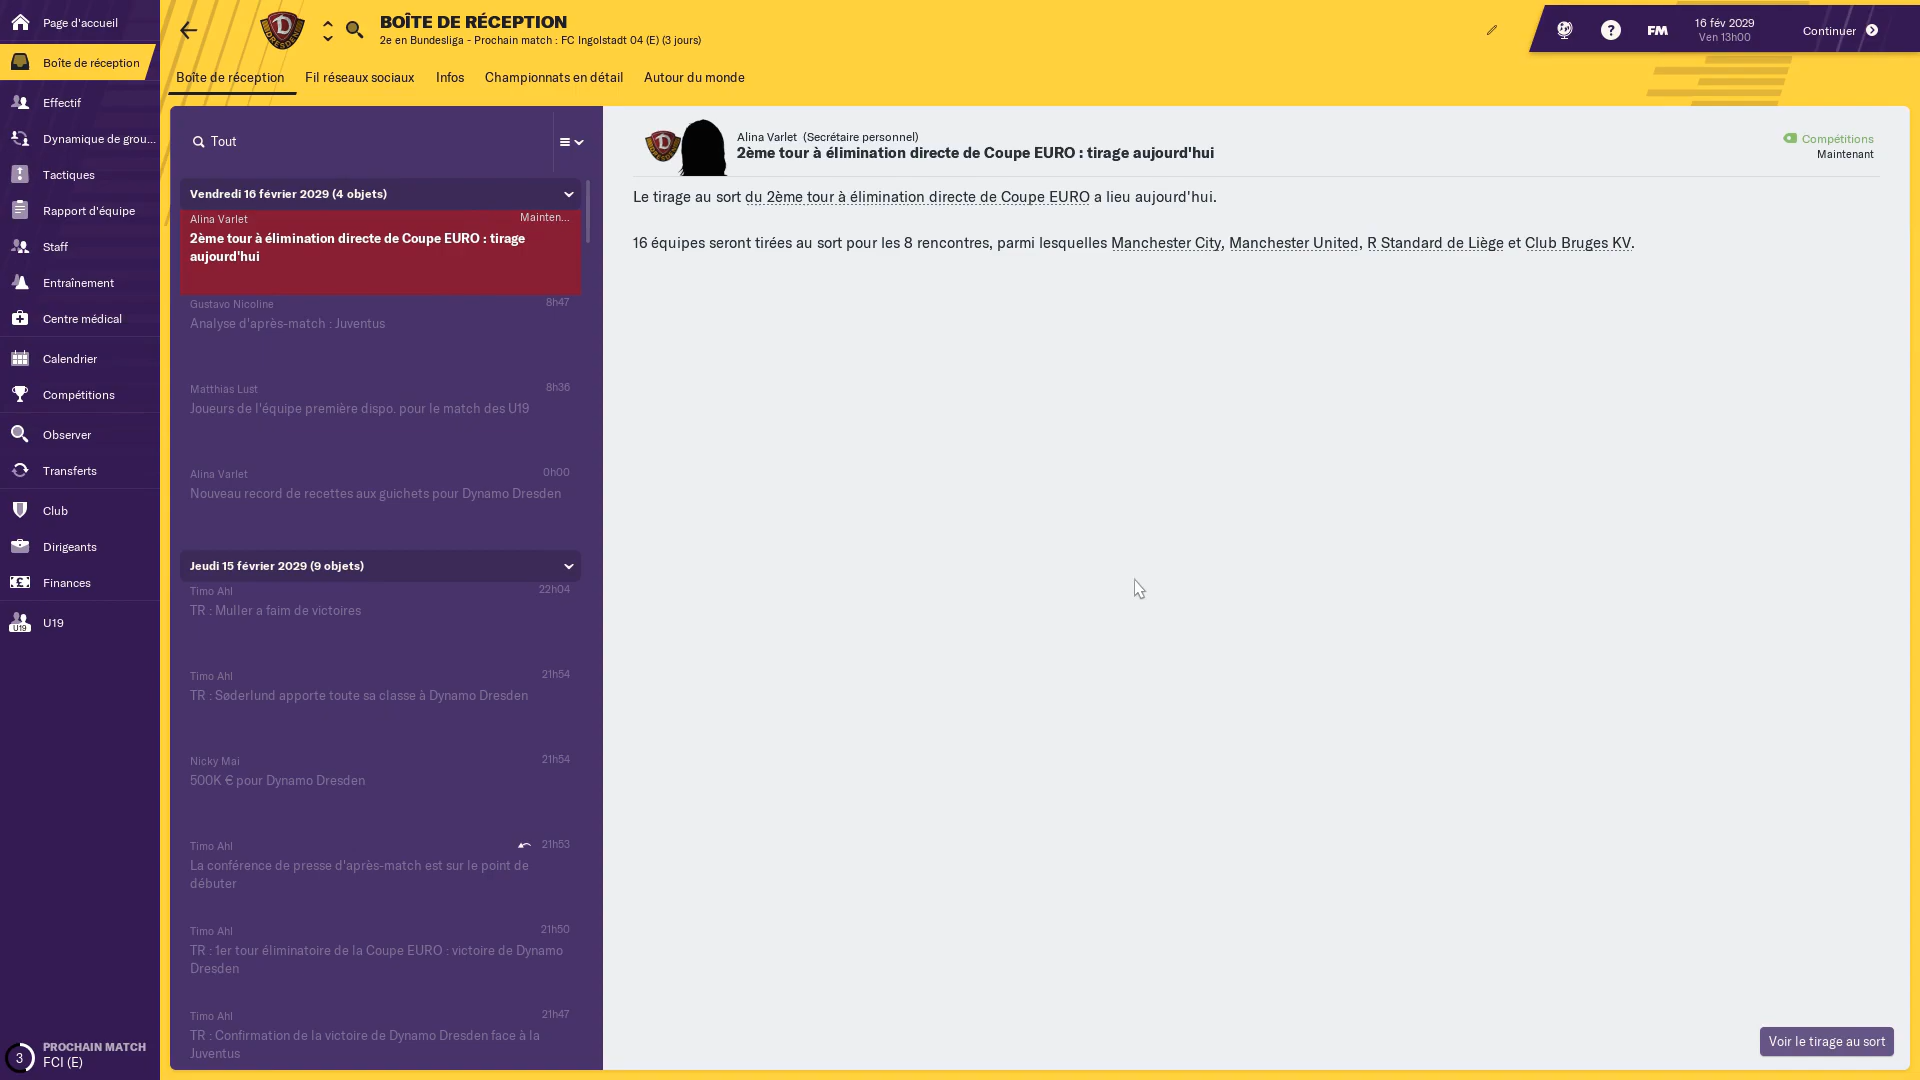 Page d'accueil
Boîte de réception
Effectif
Dynamique de grou...
Tactiques
Rapport d'équipe
Staff
Entraînement
Centre médical
Calendrier
Compétitions
Observer
Transferts
Club
Dirigeants
Finances
U19
U19
3
PROCHAIN MATCH
FCI (E)
BOÎTE DE RÉCEPTION
2e en Bundesliga - Prochain match : FC Ingolstadt 04 (E) (3 jours)
FM
16 fév 2029
Ven 13h00
Continuer
Boîte de réception
Fil réseaux sociaux
Infos
Championnats en détail
Autour du monde
Tout
Vendredi 16 février 2029 (4 objets)
Alina Varlet
Mainten...
2ème tour à élimination directe de Coupe EURO : tirage
aujourd'hui
Gustavo Nicoline
8h47
Analyse d'après-match : Juventus
Matthias Lust
8h36
Joueurs de l'équipe première dispo. pour le match des U19
Alina Varlet
0h00
Nouveau record de recettes aux guichets pour Dynamo Dresden
Jeudi 15 février 2029 (9 objets)
Timo Ahl
22h04
TR : Muller a faim de victoires
Timo Ahl
21h54
TR : Søderlund apporte toute sa classe à Dynamo Dresden
Nicky Mai
21h54
500K € pour Dynamo Dresden
Timo Ahl
21h53
La conférence de presse d'après-match est sur le point de
débuter
Timo Ahl
21h50
TR : 1er tour éliminatoire de la Coupe EURO : victoire de Dynamo
Dresden
Timo Ahl
21h47
TR : Confirmation de la victoire de Dynamo Dresden face à la
Juventus
Alina Varlet (Secrétaire personnel)
2ème tour à élimination directe de Coupe EURO : tirage aujourd'hui
Compétitions
Maintenant
Le tirage au sort du 2ème tour à élimination directe de Coupe EURO a lieu aujourd'hui.
16 équipes seront tirées au sort pour les 8 rencontres, parmi lesquelles Manchester City, Manchester United, R Standard de Liège et Club Bruges KV.
Voir le tirage au sort